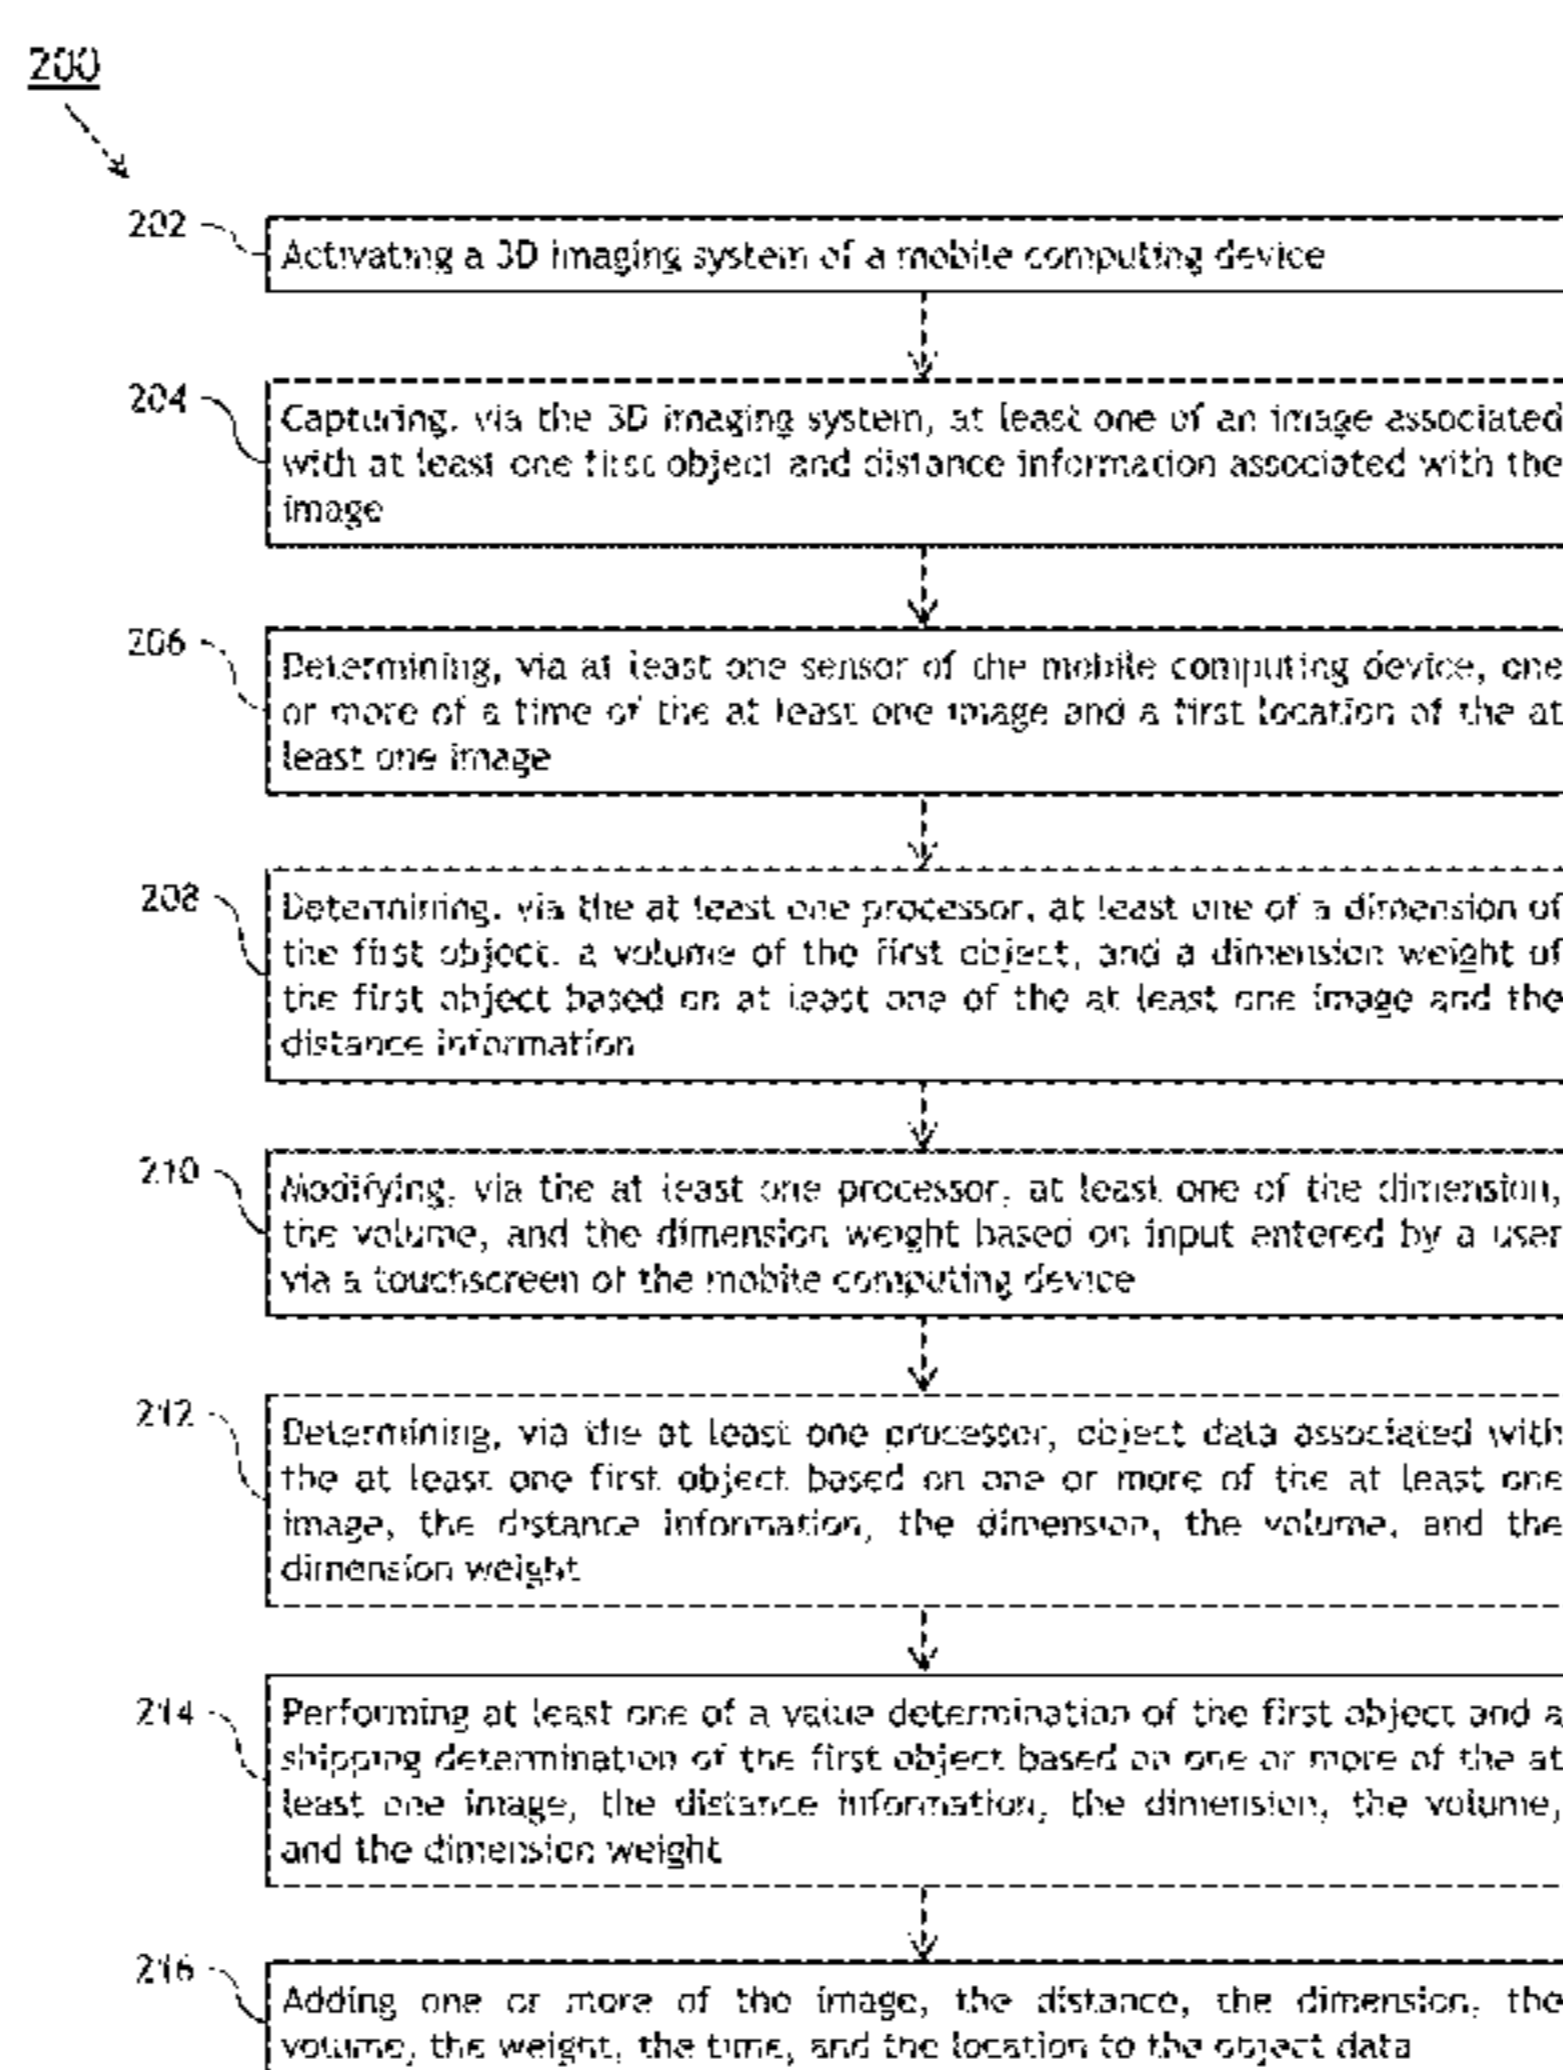 200
202
Activating a 3D imaging system of a mobile computing device
204
Capturing, via the 3D imaging system, at least one of an image associated
with at least one first object and distance information associated with the
image
206
Determining, via at least one sensor of the mobile computing device, one
or more of a time of the at least one image and a first location of the at
least one image
208
Determining, via the at least one processor, at least one of a dimension of
the first object, a volume of the first object, and a dimension weight of
the first object based on at least one of the at least one image and the
distance information
210
Modifying, via the at least one processor, at least one of the dimension,
the volume, and the dimension weight based on input entered by a user
via a touchscreen of the mobile computing device
212
Determining, via the at least one processor, object data associated with
the at least one first object based on one or more of the at least one
image, the distance information, the dimension, the volume, and the
dimension weight
214
Performing at least one of a value determination of the first object and a
shipping determination of the first object based on one or more of the at
least one image, the distance information, the dimension, the volume,
and the dimension weight
216
Adding one or more of the image, the distance, the dimension, the
volume, the weight, the time, and the location to the object data